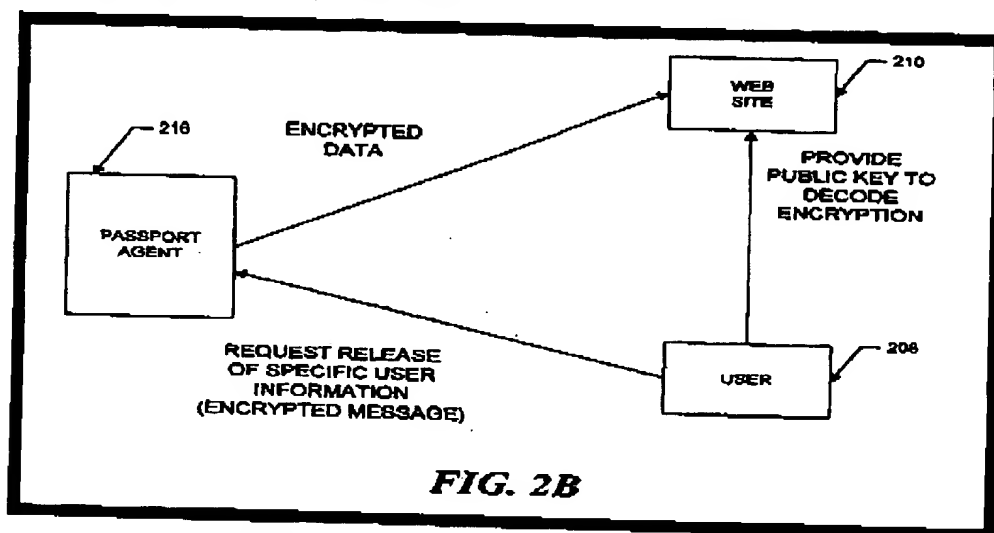 210
WEB
SITE
216
ENCRYPTED
DATA
PROVIDE
PUBLIC KEY TO
DECODE
ENCRYPTION
PASSPORT
AGENT
REQUEST RELEASE
OF SPECIFIC USER
INFORMATION
(ENCRYPTED MESSAGE)
USER
208
FIG. 2B